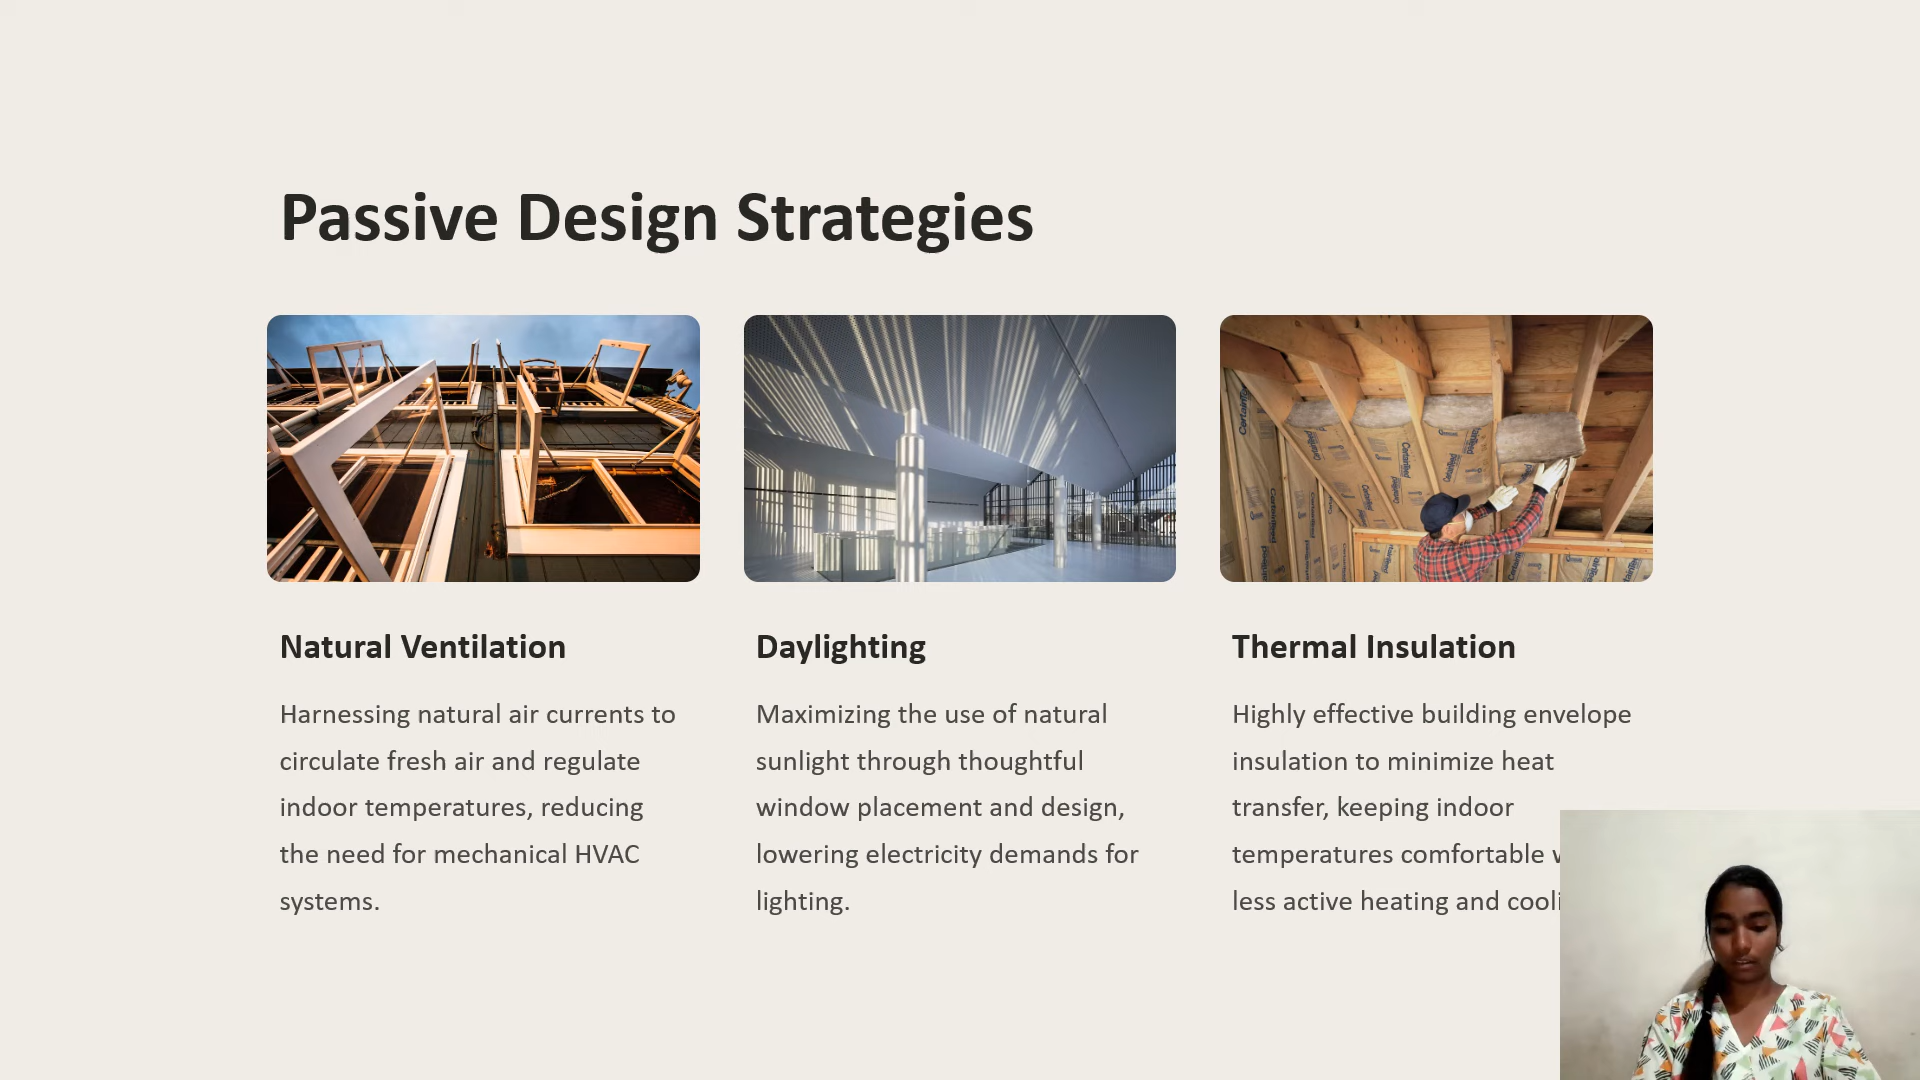 Passive Design Strategies
Natural Ventilation
Harnessing natural air currents to
circulate fresh air and regulate
indoor temperatures, reducing
the need for mechanical HVAC
systems.
Daylighting
Maximizing the use of natural
sunlight through thoughtful
window placement and design,
lowering electricity demands for
lighting.
Thermal Insulation
Highly effective building envelope
insulation to minimize heat
transfer, keeping indoor
temperatures comfortable
less active heating and